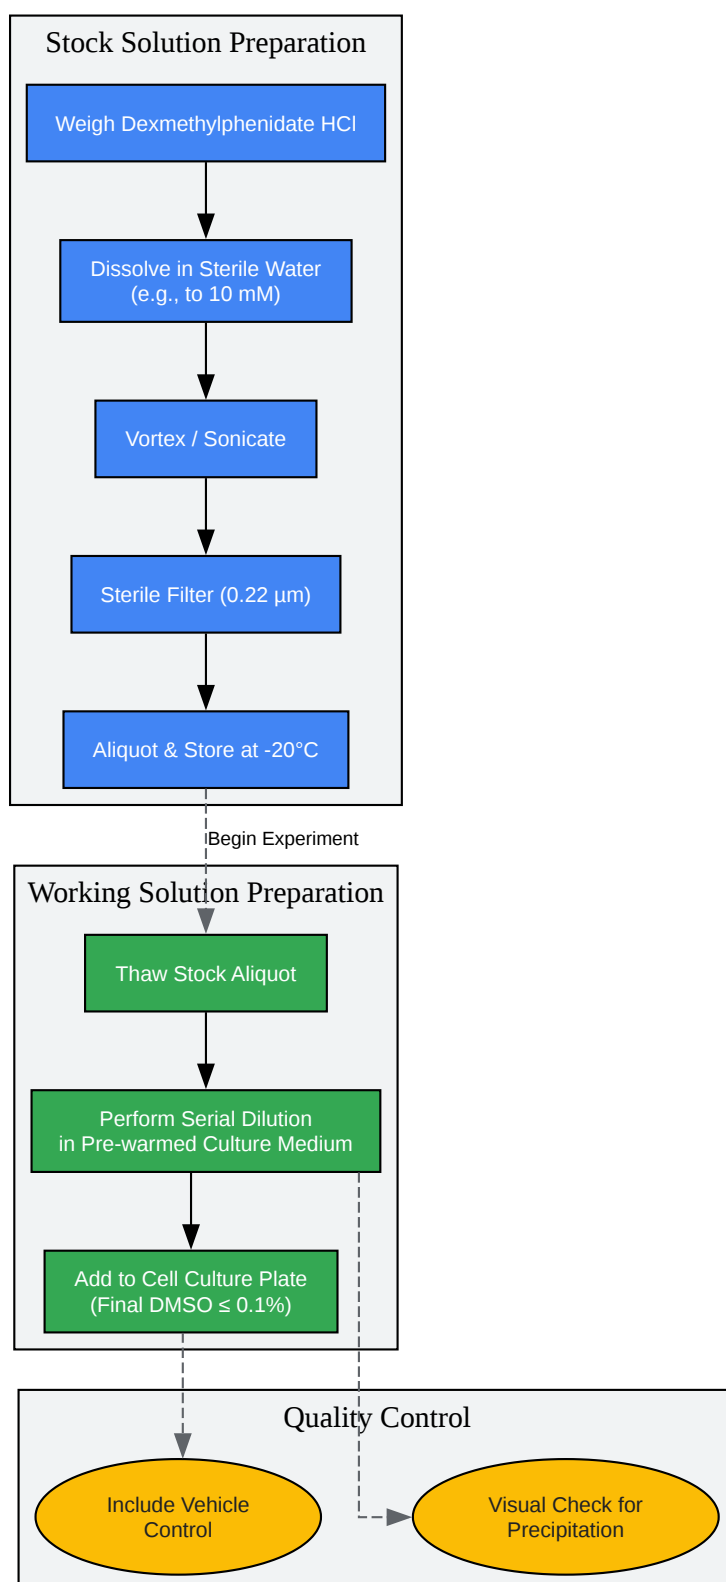 Stock Solution Preparation
Weigh Dexmethylphenidate HCl
Dissolve in Sterile Water
(e.g., to 10 mM)
Vortex / Sonicate
Sterile Filter (0.22 µm)
Aliquot & Store at -20°C
Begin Experiment
Working Solution Preparation
Thaw Stock Aliquot
Perform Serial Dilution
in Pre-warmed Culture Medium
Add to Cell Culture Plate
(Final DMSO ≤ 0.1%)
Quality Control
Include Vehicle
Control
Visual Check for
Precipitation